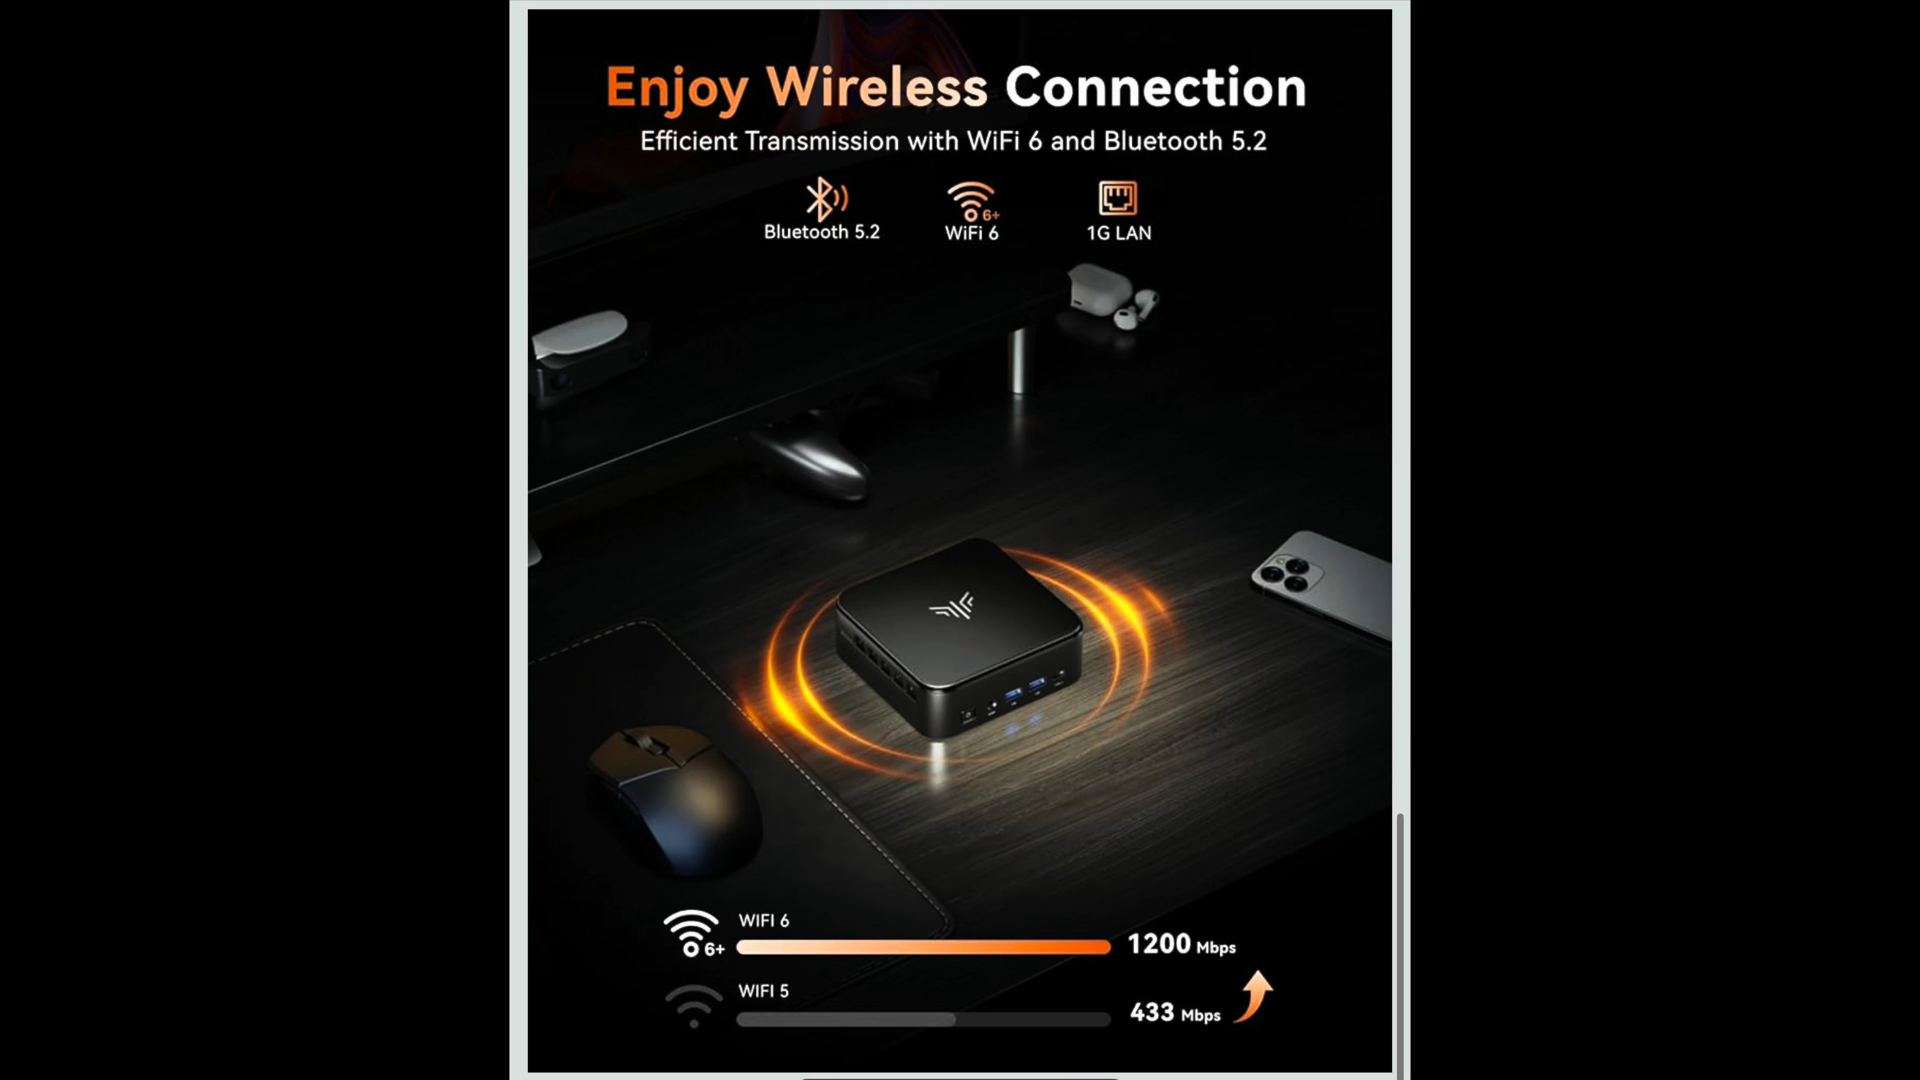 Enjoy Wireless Connection
Efficient Transmission with WiFi 6 and Bluetooth 5.2
6+
Bluetooth 5.2
WiFi 6
1G LAN
WIFI 6
6+
1200 Mbps
WIFI 5
433 Mbps